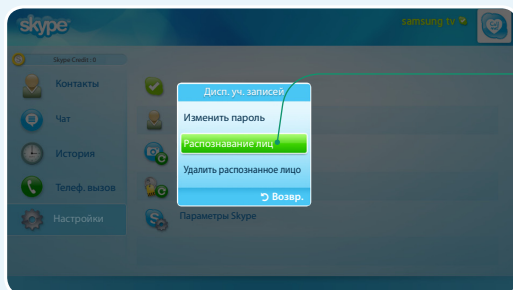 skype
samsung tv
Skype Credit : 0
Контакты
Чат
История
Телеф. вызов
Настройки
Дисп. уч. записей
Изменить пароль
Распознавание лиц
Удалить распознанное лицо
Возвр.
Параметры Skype